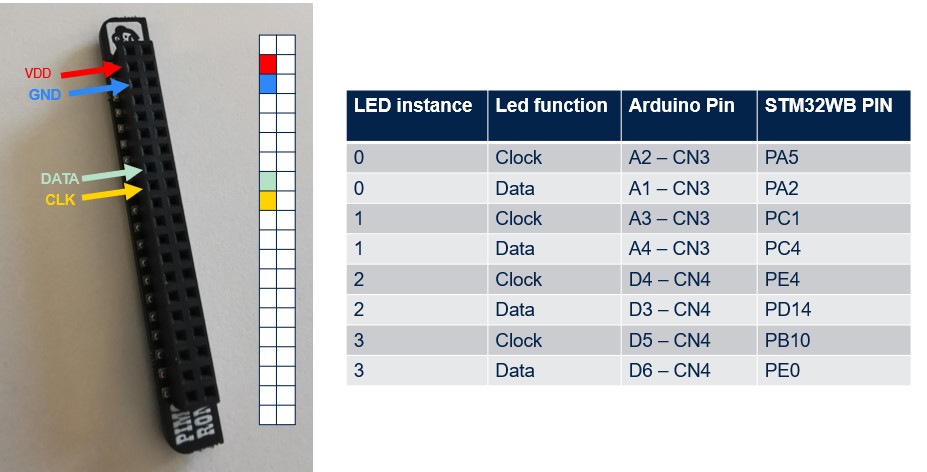 VDD
GND
DATA
CLK
PIM
RON
LED instance Led function Arduino Pin STM32WB PIN
0 Clock A2 – CN3 PA5
0 Data A1 – CN3 PA2
1 Clock A3 – CN3 PC1
1 Data A4 – CN3 PC4
2 Clock D4 – CN4 PE4
2 Data D3 – CN4 PD14
3 Clock D5 – CN4 PB10
3 Data D6 – CN4 PE0